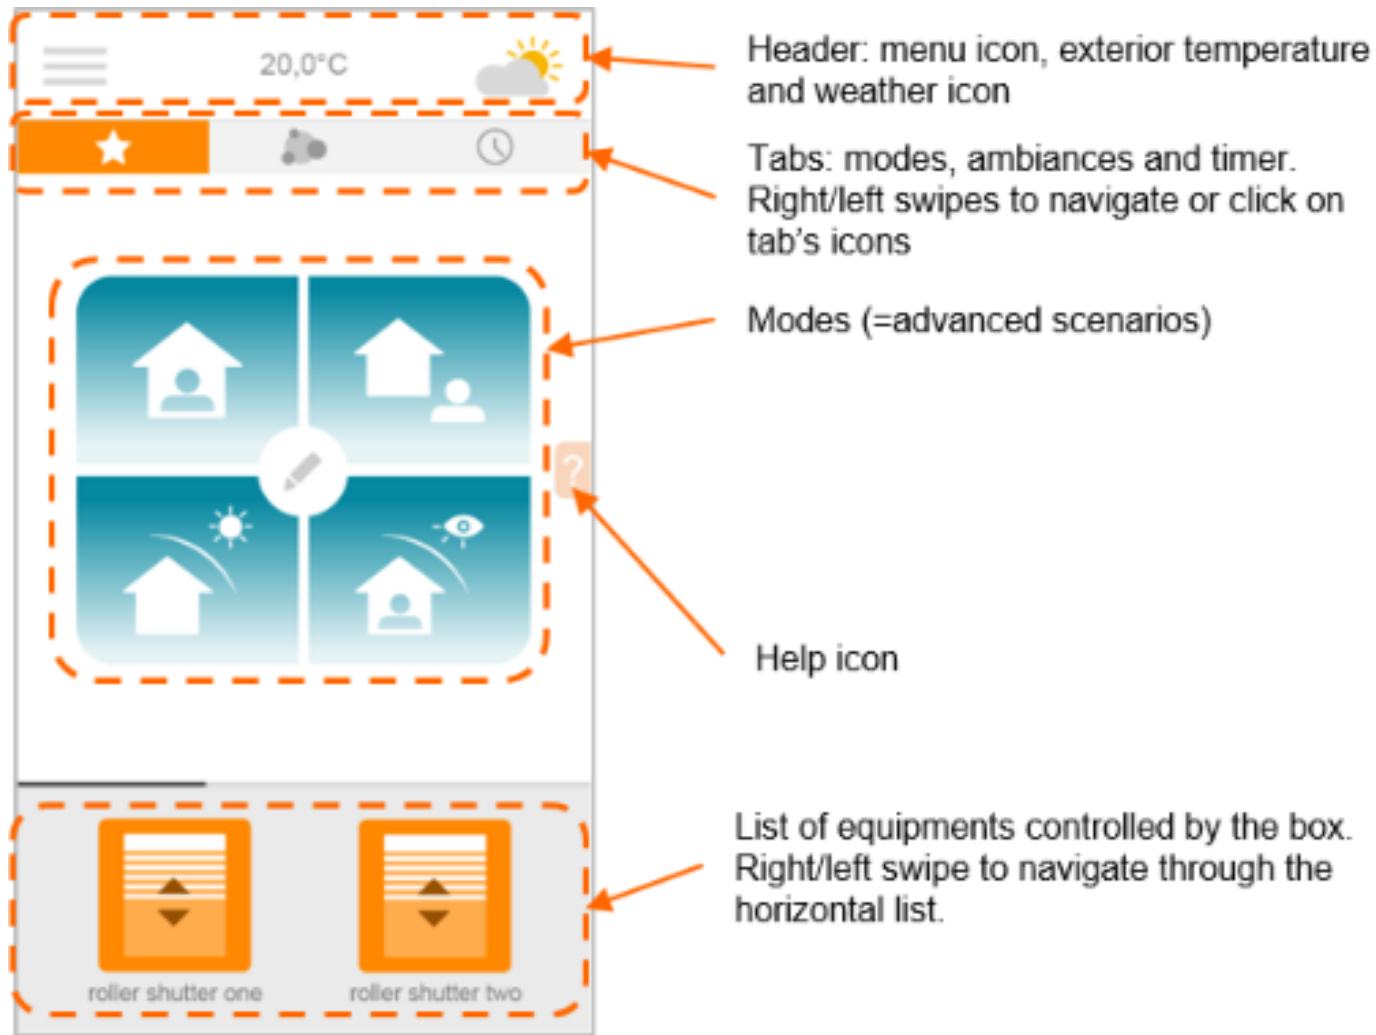 20,0°C
Header: menu icon, exterior temperature
and weather icon
Tabs: modes, ambiances and timer.
Right/left swipes to navigate or click on
tab's icons
Modes (=advanced scenarios)
?
Help icon
List of equipments controlled by the box.
Right/left swipe to navigate through the
horizontal list.
roller shutter one
roller shutter two